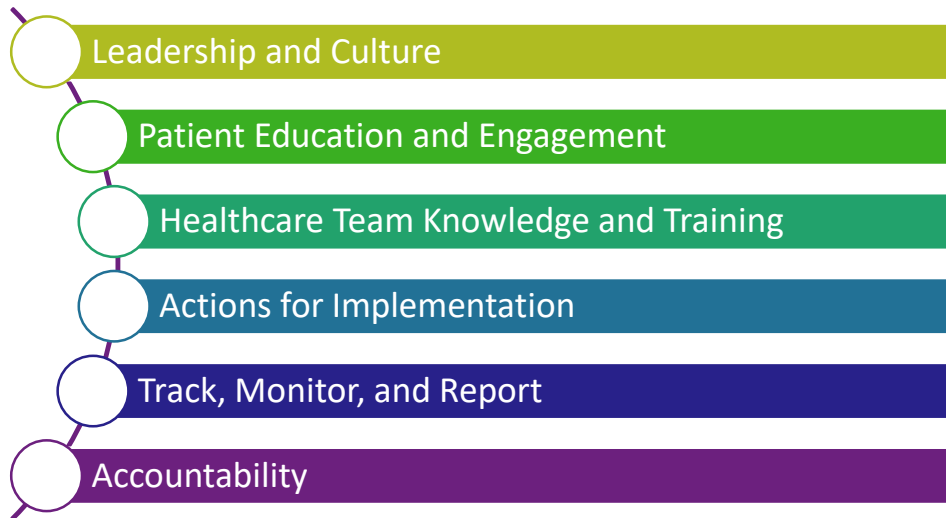 Leadership and Culture
Patient Education and Engagement
Healthcare Team Knowledge and Training
Actions for Implementation
Track, Monitor, and Report
Accountability